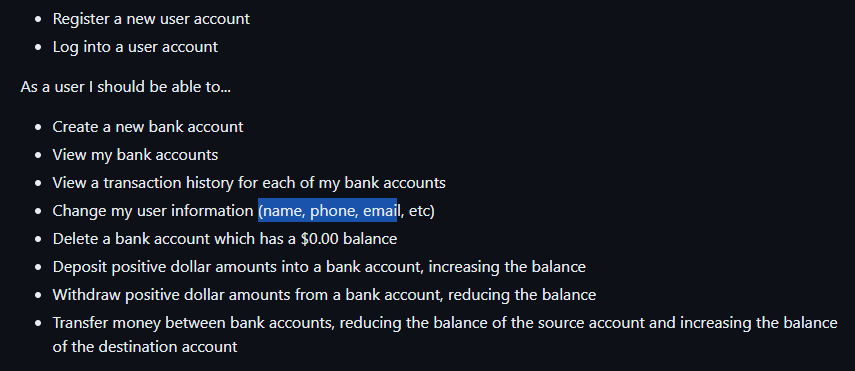 Register a new user account
Log into a user account
As a user I should be able to...
Create a new bank account
View my bank accounts
View a transaction history for each of my bank accounts
Change my user information (name, phone, email, etc)
Delete a bank account which has a $0.00 balance
Deposit positive dollar amounts into a bank account, increasing the balance
Withdraw positive dollar amounts from a bank account, reducing the balance
Transfer money between bank accounts, reducing the balance of the source account and increasing the balance
of the destination account